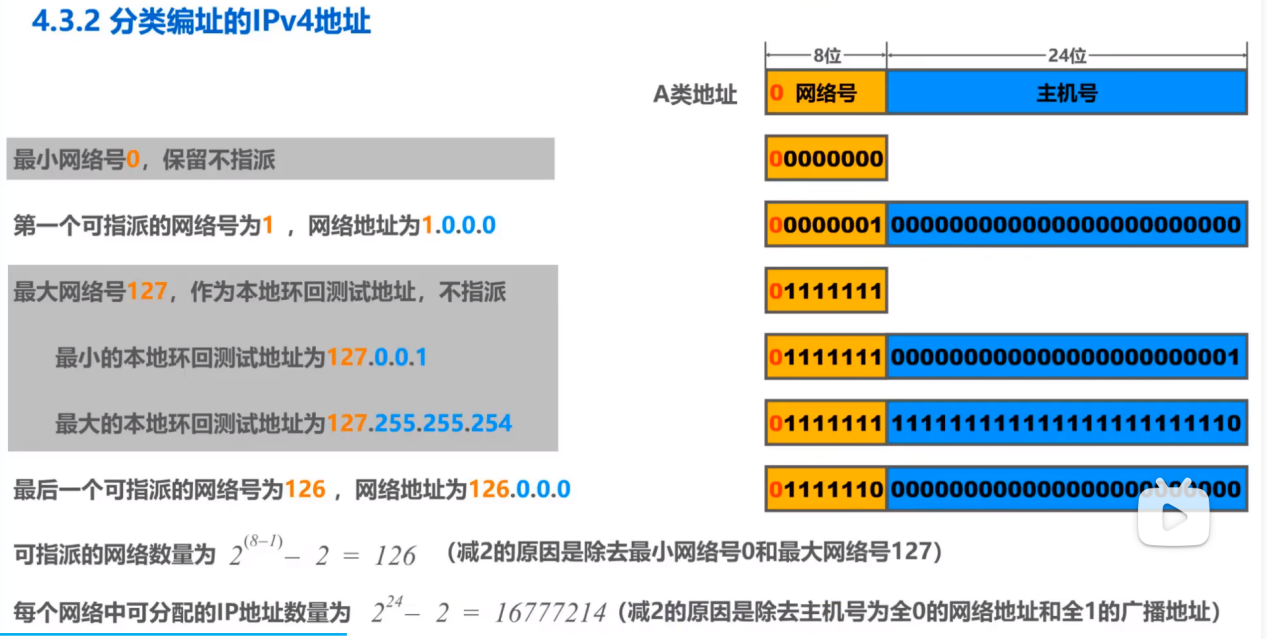 4.3.2 分类编址的IPv4地址
8位 24位
A类地址 0 网络号 主机号
最小网络号0，保留不指派 00000000
第一个可指派的网络号为1 ，网络地址为1.0.0.0 00000001 000000000000000000000000
最大网络号127，作为本地环回测试地址，不指派 01111111
最小的本地环回测试地址为127.0.0.1 01111111 000000000000000000000001
最大的本地环回测试地址为127.255.255.254 01111111 111111111111111111111110
最后一个可指派的网络号为126 ，网络地址为126.0.0.0 01111110 000000000000000000000000
可指派的网络数量为 2^(8−1) − 2 = 126 （减2的原因是除去最小网络号0和最大网络号127）
每个网络中可分配的IP地址数量为 2^24 − 2 = 16777214（减2的原因是除去主机号为全0的网络地址和全1的广播地址）